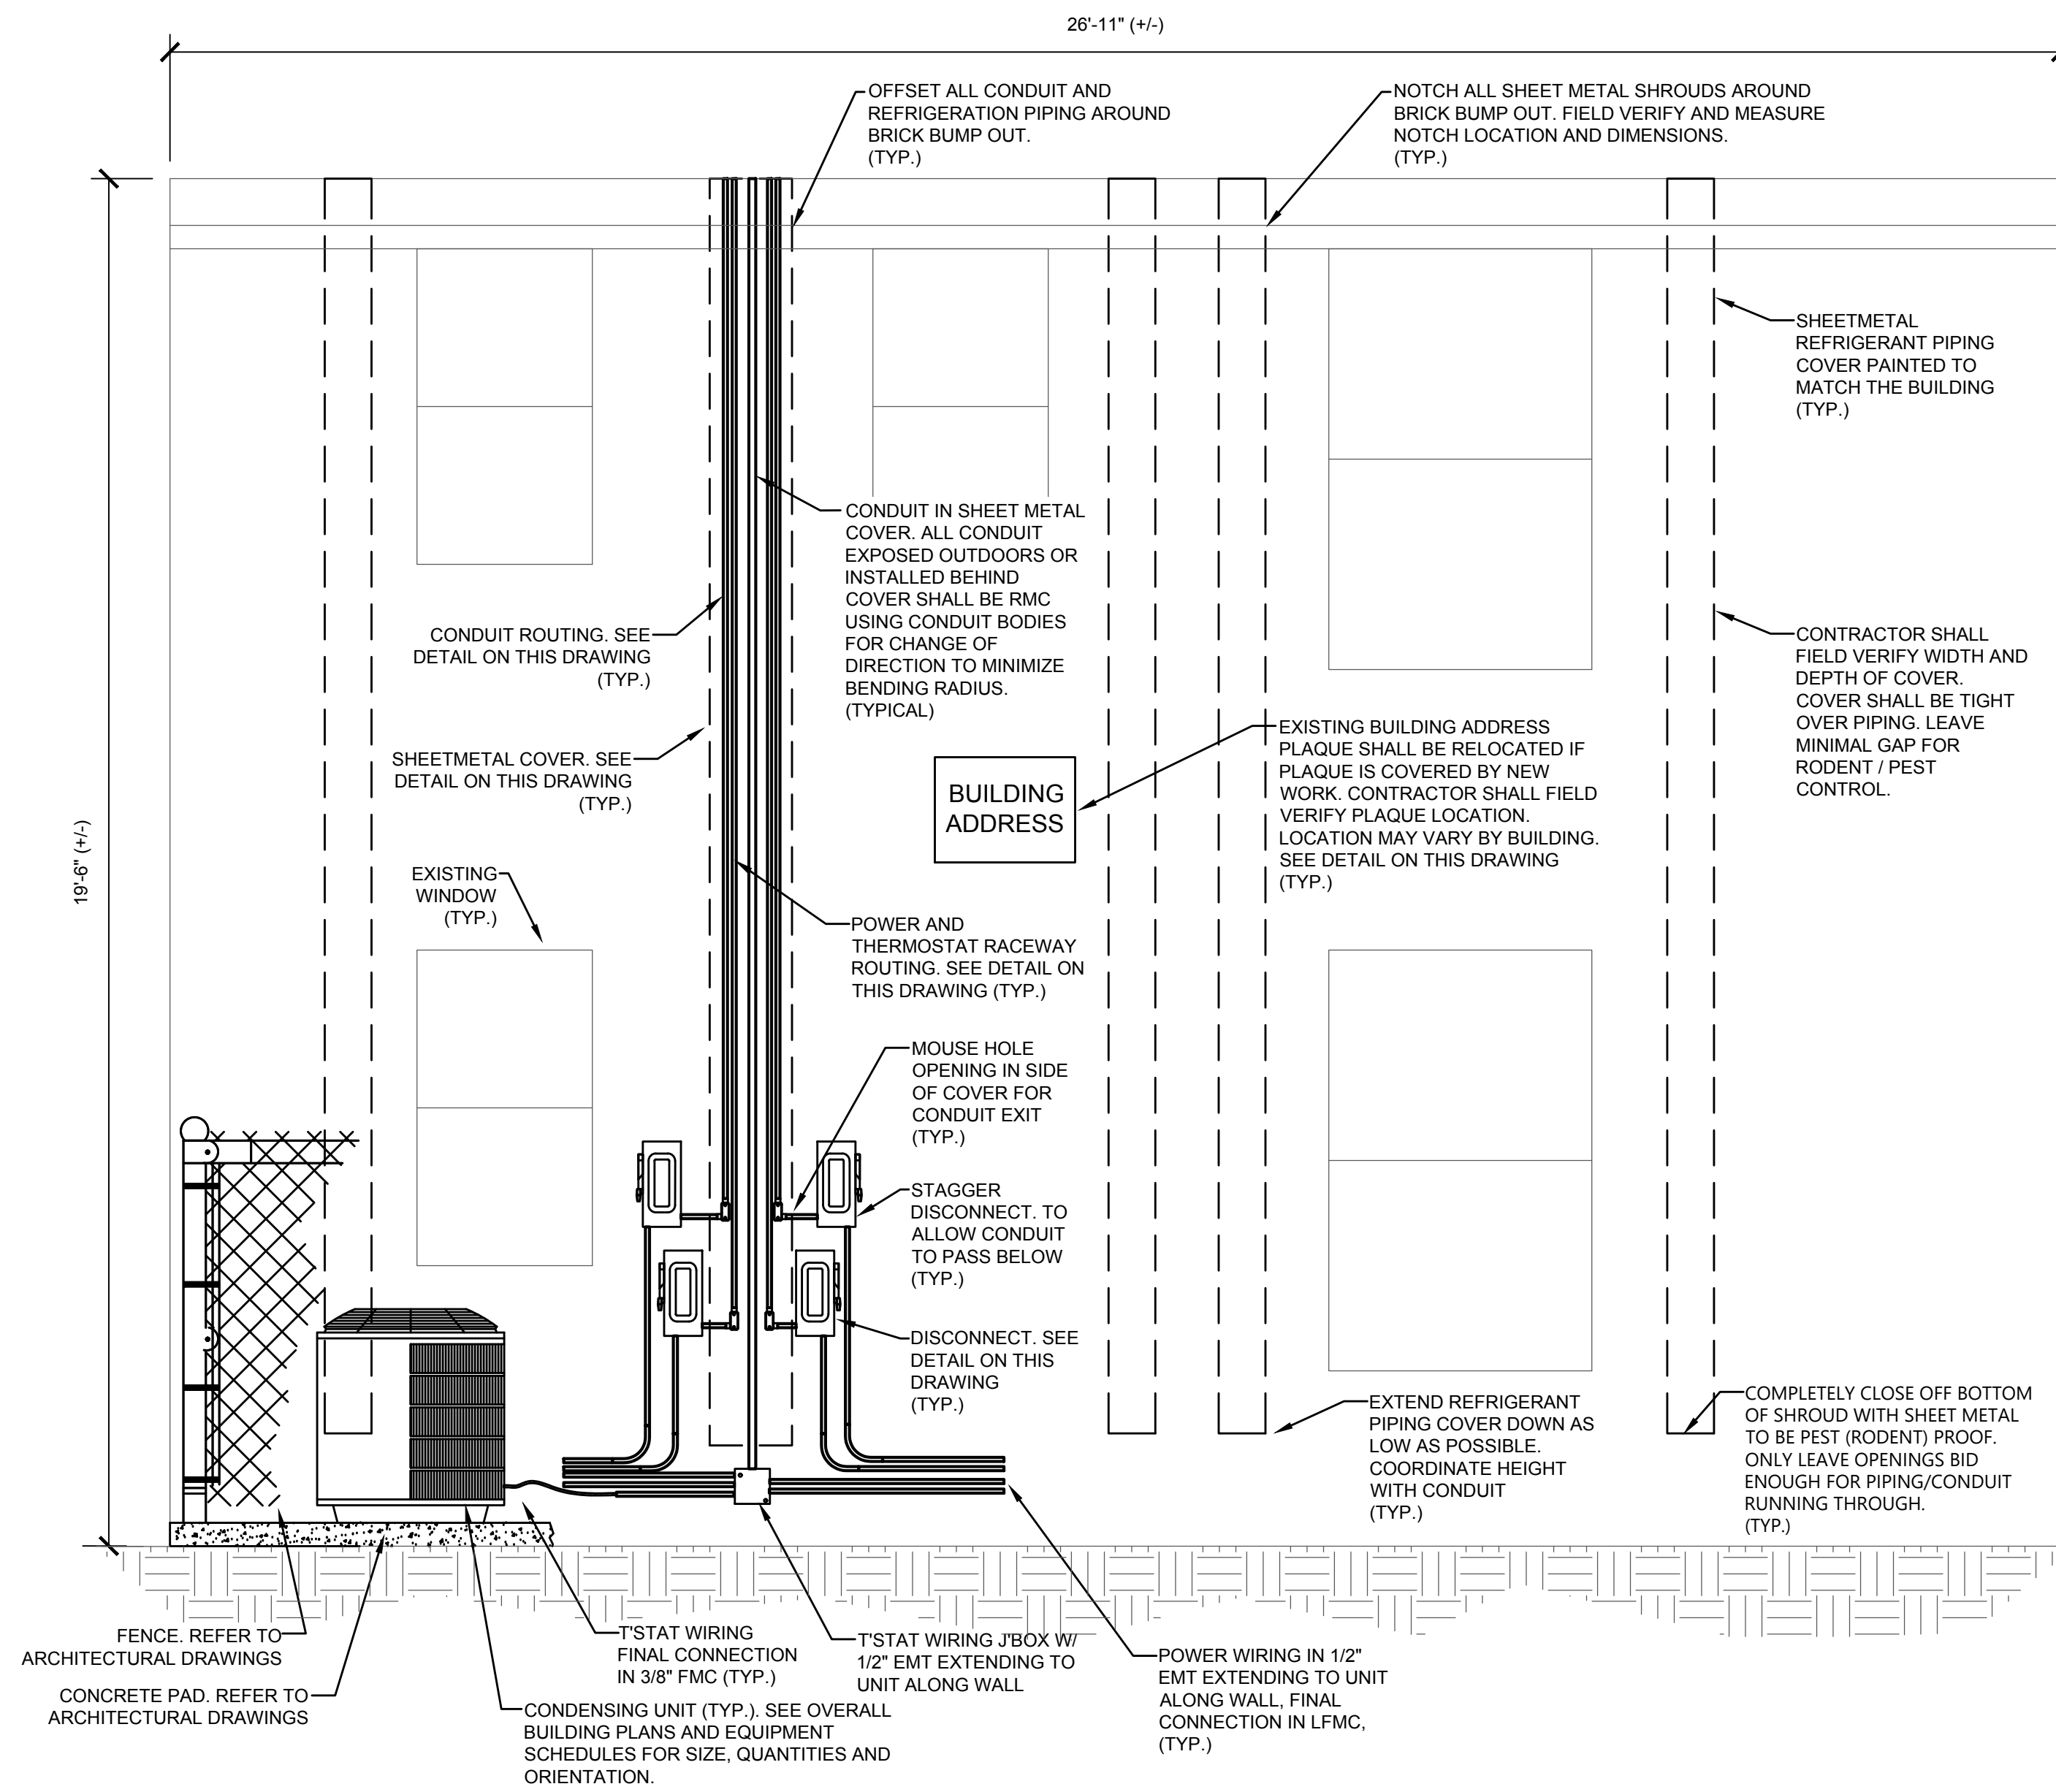 26'-11" (+/-)
OFFSET ALL CONDUIT AND
REFRIGERATION PIPING AROUND
BRICK BUMP OUT.
(TYP.)
NOTCH ALL SHEET METAL SHROUDS AROUND
BRICK BUMP OUT. FIELD VERIFY AND MEASURE
NOTCH LOCATION AND DIMENSIONS.
(TYP.)
SHEETMETAL
REFRIGERANT PIPING
COVER PAINTED TO
MATCH THE BUILDING
(TYP.)
CONDUIT IN SHEET METAL
COVER. ALL CONDUIT
EXPOSED OUTDOORS OR
INSTALLED BEHIND
COVER SHALL BE RMC
USING CONDUIT BODIES
FOR CHANGE OF
DIRECTION TO MINIMIZE
BENDING RADIUS.
(TYPICAL)
CONDUIT ROUTING. SEE
DETAIL ON THIS DRAWING
(TYP.)
CONTRACTOR SHALL
FIELD VERIFY WIDTH AND
DEPTH OF COVER.
COVER SHALL BE TIGHT
OVER PIPING. LEAVE
MINIMAL GAP FOR
RODENT / PEST
CONTROL.
SHEETMETAL COVER. SEE
DETAIL ON THIS DRAWING
(TYP.)
EXISTING BUILDING ADDRESS
PLAQUE SHALL BE RELOCATED IF
PLAQUE IS COVERED BY NEW
WORK. CONTRACTOR SHALL FIELD
VERIFY PLAQUE LOCATION.
LOCATION MAY VARY BY BUILDING.
SEE DETAIL ON THIS DRAWING
(TYP.)
BUILDING
ADDRESS
19'-6" (+/-)
EXISTING
WINDOW
(TYP.)
POWER AND
THERMOSTAT RACEWAY
ROUTING. SEE DETAIL ON
THIS DRAWING (TYP.)
MOUSE HOLE
OPENING IN SIDE
OF COVER FOR
CONDUIT EXIT
(TYP.)
STAGGER
DISCONNECT. TO
ALLOW CONDUIT
TO PASS BELOW
(TYP.)
DISCONNECT. SEE
DETAIL ON THIS
DRAWING
(TYP.)
EXTEND REFRIGERANT
PIPING COVER DOWN AS
LOW AS POSSIBLE.
COORDINATE HEIGHT
WITH CONDUIT
(TYP.)
COMPLETELY CLOSE OFF BOTTOM
OF SHROUD WITH SHEET METAL
TO BE PEST (RODENT) PROOF.
ONLY LEAVE OPENINGS BID
ENOUGH FOR PIPING/CONDUIT
RUNNING THROUGH.
(TYP.)
FENCE. REFER TO
ARCHITECTURAL DRAWINGS
CONCRETE PAD. REFER TO
ARCHITECTURAL DRAWINGS
T'STAT WIRING
FINAL CONNECTION
IN 3/8" FMC (TYP.)
CONDENSING UNIT (TYP.). SEE OVERALL
BUILDING PLANS AND EQUIPMENT
SCHEDULES FOR SIZE, QUANTITIES AND
ORIENTATION.
T'STAT WIRING J'BOX W/
1/2" EMT EXTENDING TO
UNIT ALONG WALL
POWER WIRING IN 1/2"
EMT EXTENDING TO UNIT
ALONG WALL, FINAL
CONNECTION IN LFMC,
(TYP.)